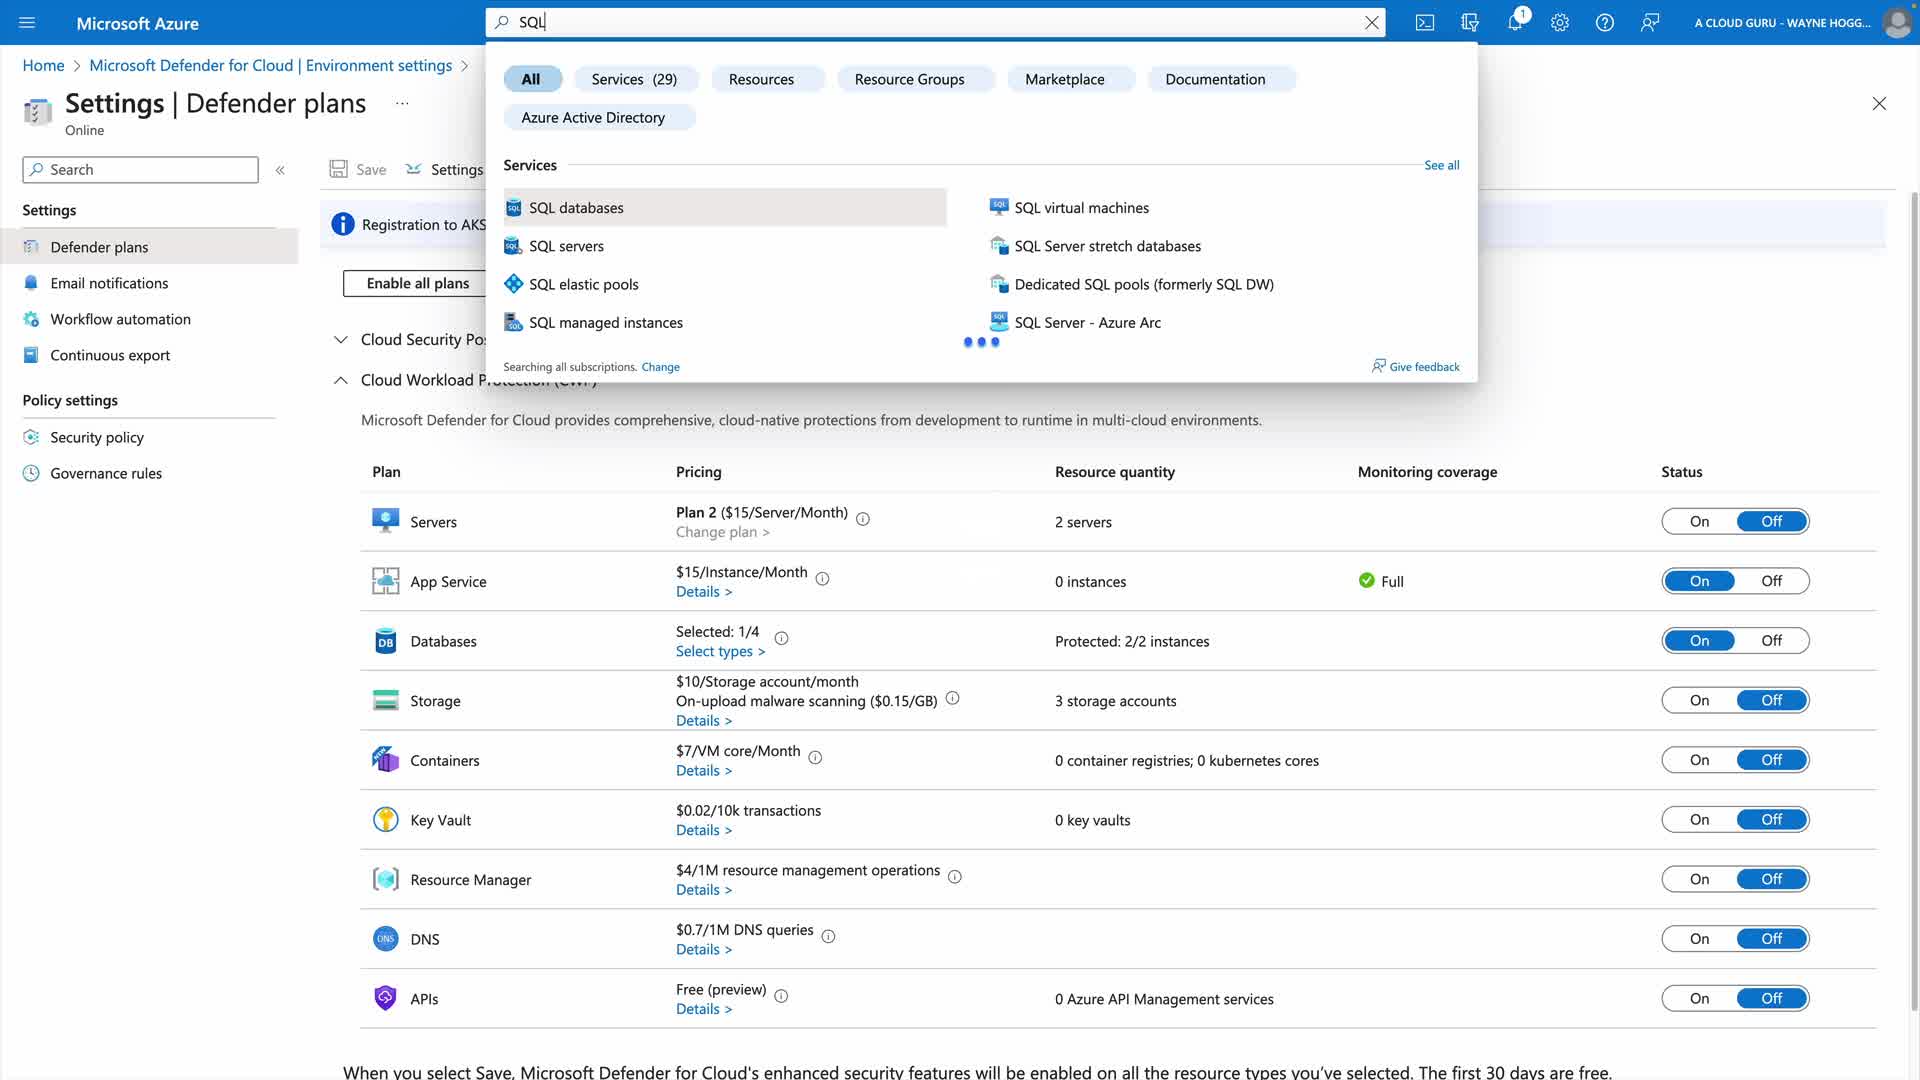 Microsoft Azure
SQL
1
A CLOUD GURU - WAYNE HOGG...
Home > Microsoft Defender for Cloud | Environment settings >
Settings | Defender plans ...
Online
Search
«
Settings
Defender plans
Email notifications
Workflow automation
Continuous export
Policy settings
Security policy
Governance rules
Save
Settings
All
Services (29)
Resources
Resource Groups
Marketplace
Documentation
Azure Active Directory
Services
See all
SQL databases
SQL virtual machines
SQL servers
SQL Server stretch databases
SQL elastic pools
Dedicated SQL pools (formerly SQL DW)
SQL managed instances
SQL Server - Azure Arc
Searching all subscriptions. Change
Give feedback
Registration to AKS
Enable all plans
Cloud Security Pos
Cloud Workload Protection (CWP)
Microsoft Defender for Cloud provides comprehensive, cloud-native protections from development to runtime in multi-cloud environments.
Plan Pricing Resource quantity Monitoring coverage Status
Servers
Plan 2 ($15/Server/Month)
Change plan >
2 servers
On Off
App Service
$15/Instance/Month
Details >
0 instances
Full
On Off
Databases
Selected: 1/4
Select types >
Protected: 2/2 instances
On Off
Storage
$10/Storage account/month
On-upload malware scanning ($0.15/GB)
Details >
3 storage accounts
On Off
Containers
$7/VM core/Month
Details >
0 container registries; 0 kubernetes cores
On Off
Key Vault
$0.02/10k transactions
Details >
0 key vaults
On Off
Resource Manager
$4/1M resource management operations
Details >
On Off
DNS
$0.7/1M DNS queries
Details >
On Off
APIs
Free (preview)
Details >
0 Azure API Management services
On Off
When you select Save, Microsoft Defender for Cloud's enhanced security features will be enabled on all the resource types you've selected. The first 30 days are free.